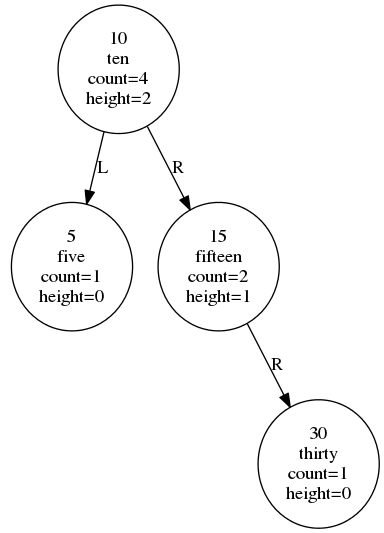 10
ten
count=4
height=2
L
R
5
five
count=1
height=0
15
fifteen
count=2
height=1
R
30
thirty
count=1
height=0